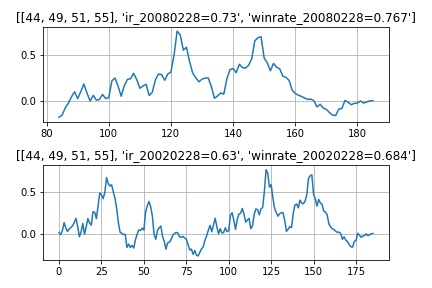 [[44, 49, 51, 55], 'ir_20080228=0.73', 'winrate_20080228=0.767']
0.5
0.0
80 100 120 140 160 180
[[44, 49, 51, 55], 'ir_20020228=0.63', 'winrate_20020228=0.684']
0.5
0.0
0 25 50 75 100 125 150 175